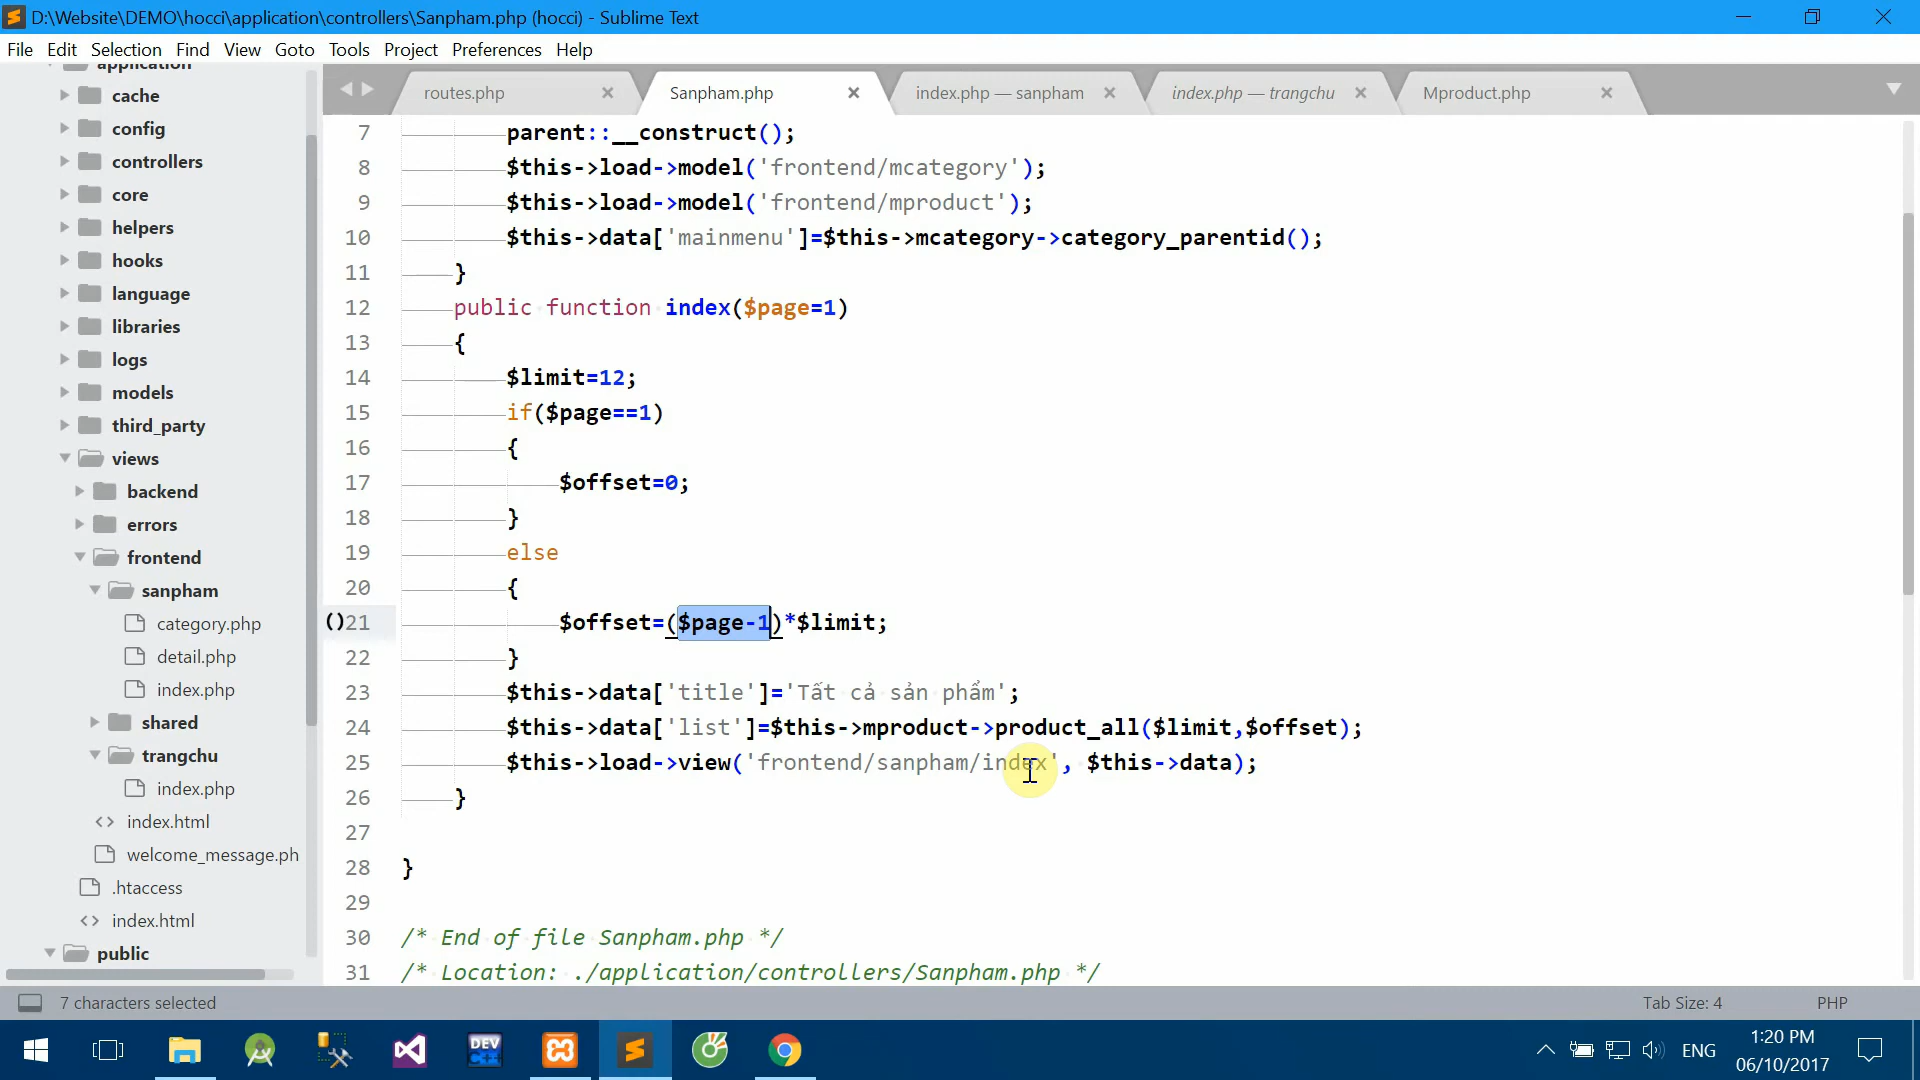 D:\Website\DEMO\hocci\application\controllers\Sanpham.php (hocci) - Sublime Text
File Edit Selection Find View Goto Tools Project Preferences Help
application
cache
config
controllers
core
helpers
hooks
language
libraries
logs
models
third_party
views
backend
errors
frontend
sanpham
category.php
detail.php
index.php
shared
trangchu
index.php
<> index.html
welcome_message.ph
.htaccess
<> index.html
public
routes.php
Sanpham.php
index.php — sanpham
index.php — trangchu
Mproduct.php
7 parent::__construct();
8 $this->load->model('frontend/mcategory');
9 $this->load->model('frontend/mproduct');
10 $this->data['mainmenu']=$this->mcategory->category_parentid();
11 }
12 public function index($page=1)
13 {
14 $limit=12;
15 if($page==1)
16 {
17 $offset=0;
18 }
19 else
20 {
()21 $offset=($page-1)*$limit;
22 }
23 $this->data['title']='Tất cả sản phẩm';
24 $this->data['list']=$this->mproduct->product_all($limit,$offset);
25 $this->load->view('frontend/sanpham/index', $this->data);
26 }
27
28 }
29
30 /* End of file Sanpham.php */
31 /* Location: ./application/controllers/Sanpham.php */
7 characters selected
Tab Size: 4
PHP
DEV
ENG
1:20 PM
06/10/2017